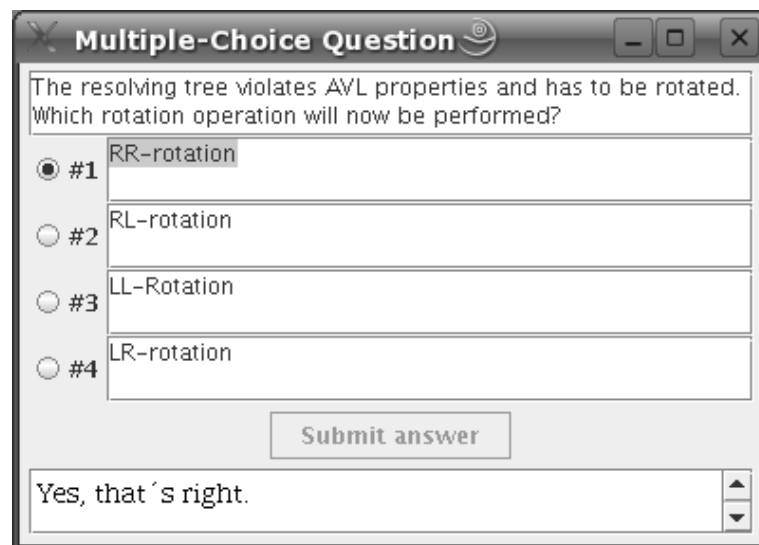 Multiple-Choice Question
The resolving tree violates AVL properties and has to be rotated.
Which rotation operation will now be performed?
#1 RR-rotation
#2 RL-rotation
#3 LL-Rotation
#4 LR-rotation
Submit answer
Yes, that´s right.